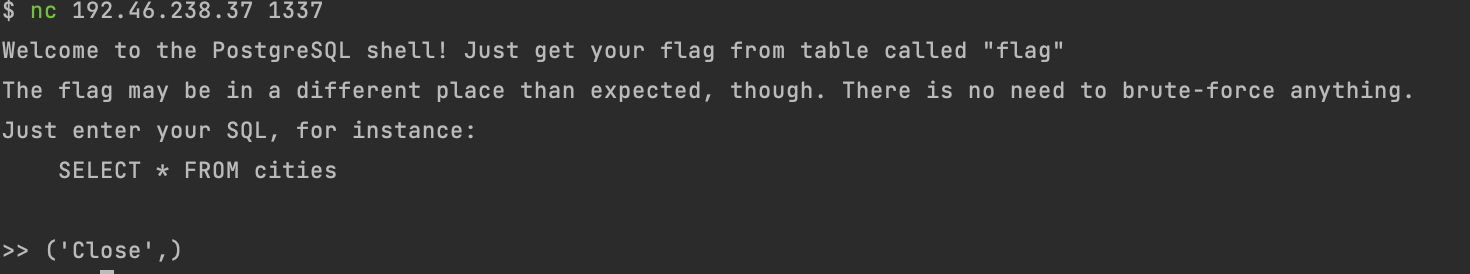 $ nc 192.46.238.37 1337
Welcome to the PostgreSQL shell! Just get your flag from table called "flag"
The flag may be in a different place than expected, though. There is no need to brute-force anything.
Just enter your SQL, for instance:
    SELECT * FROM cities
>> ('Close',)